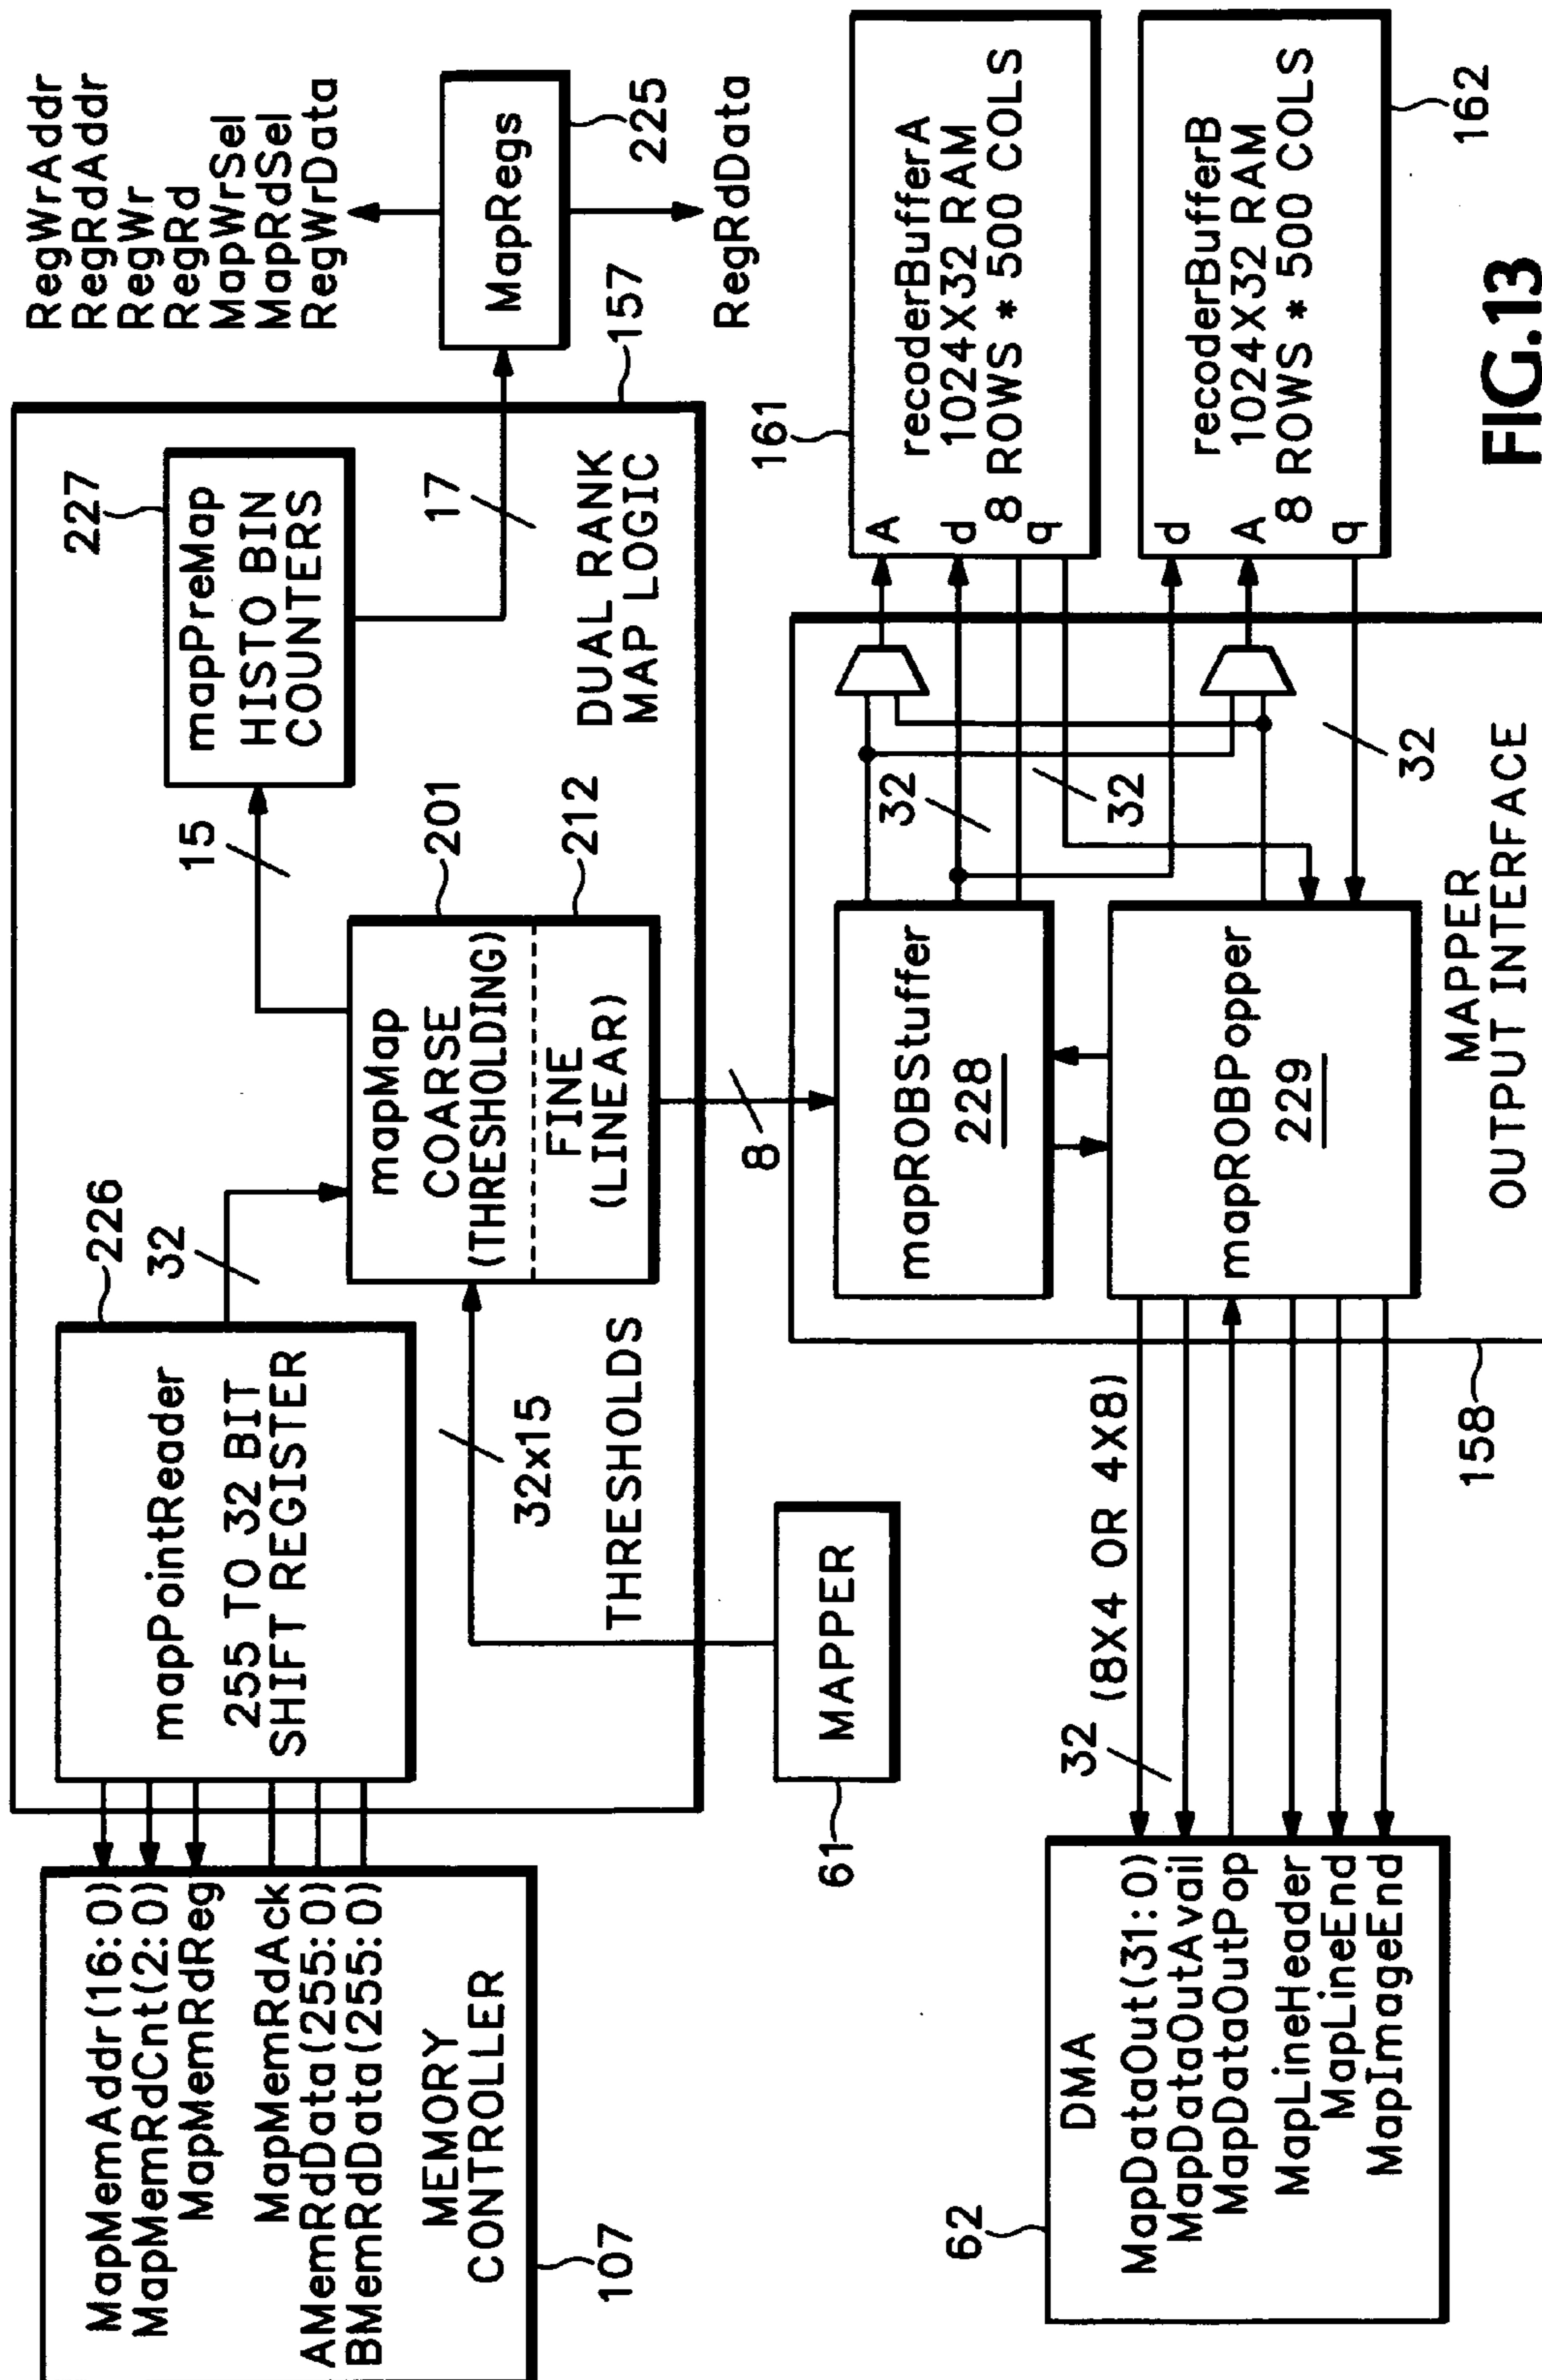 MapMemAddr(16:0)
MapMemRdCnt(2:0)
MapMemRdReg
MapMemRdAck
AMemRdData(255:0)
BMemRdData(255:0)
MEMORY
CONTROLLER
107
mapPointReader
255 TO 32 BIT
SHIFT REGISTER
226
32
mapMap
COARSE
(THRESHOLDING)
FINE
(LINEAR)
201
212
15
mapPreMap
HISTO BIN
COUNTERS
227
17
DUAL RANK
MAP LOGIC
157
32x15
THRESHOLDS
MAPPER
61
RegWrAddr
RegRdAddr
RegWr
RegRd
MapWrSel
MapRdSel
RegWrData
MapRegs
225
RegRdData
8
DMA
MapDataOut(31:0)
MapDataOutAvail
MapDataOutPop
MapLineHeader
MapLineEnd
MapImageEnd
62
32 (8X4 OR 4X8)
mapROBStuffer
228
mapROBPopper
229
32
32
32
MAPPER
OUTPUT INTERFACE
158
161
A
d
q
recoderBufferA
1024X32 RAM
8 ROWS * 500 COLS
d
A
q
recoderBufferB
1024X32 RAM
8 ROWS * 500 COLS
162
FIG.13